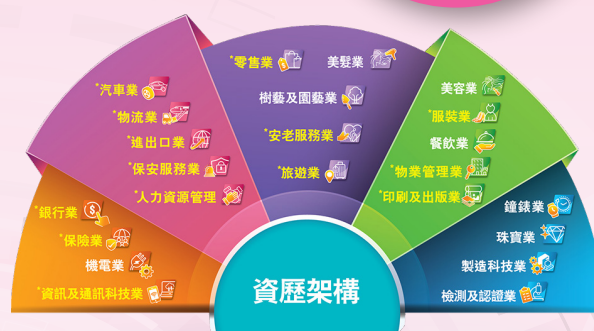 *汽車業
*物流業
*進出口業
*保安服務業
*人力資源管理
*零售業
美髮業
樹藝及園藝業
*安老服務業
*旅遊業
美容業
*服裝業
餐飲業
*物業管理業
*印刷及出版業
*銀行業
*保險業
機電業
*資訊及通訊科技業
鐘錶業
珠寶業
製造科技業
檢測及認證業
資歷架構